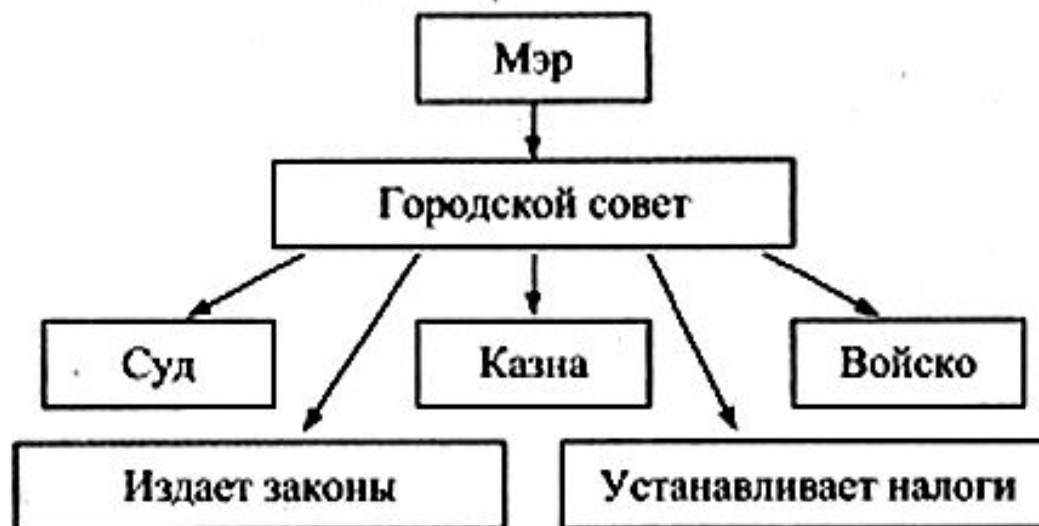 Мэр
Городской совет
Суд
Казна
Войско
Издает законы
Устанавливает налоги